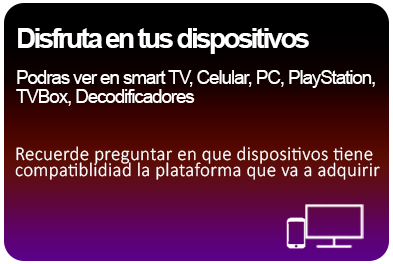 Disfruta en tus dispositivos
Podras ver en smart TV, Celular, PC, PlayStation,
TVBox, Decodificadores
Recuerde preguntar en que dispositivos tiene
compatiblidiad la plataforma que va a adquirir